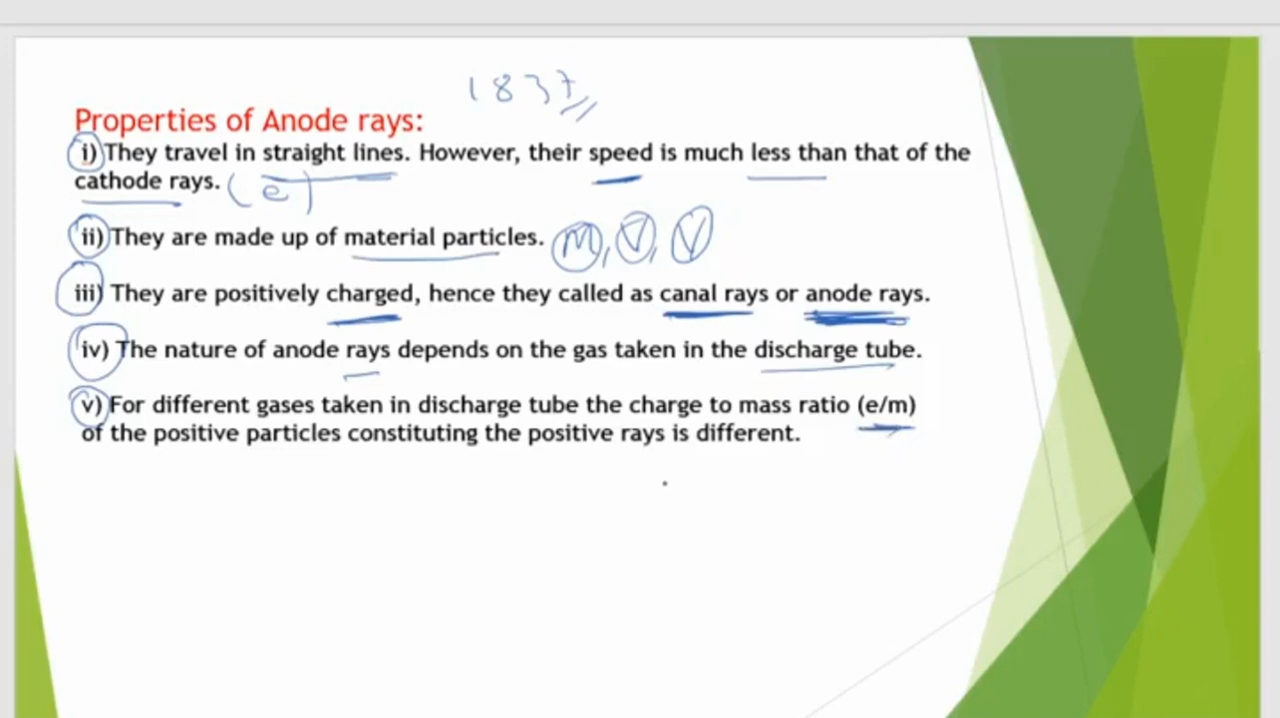 1837
Properties of Anode rays:
i) They travel in straight lines. However, their speed is much less than that of the
cathode rays. (e)
ii) They are made up of material particles. M, V, V
iii) They are positively charged, hence they called as canal rays or anode rays.
iv) The nature of anode rays depends on the gas taken in the discharge tube.
v) For different gases taken in discharge tube the charge to mass ratio (e/m)
of the positive particles constituting the positive rays is different.